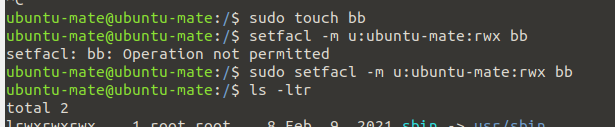 ^C
ubuntu-mate@ubuntu-mate:/$ sudo touch bb
ubuntu-mate@ubuntu-mate:/$ setfacl -m u:ubuntu-mate:rwx bb
setfacl: bb: Operation not permitted
ubuntu-mate@ubuntu-mate:/$ sudo setfacl -m u:ubuntu-mate:rwx bb
ubuntu-mate@ubuntu-mate:/$ ls -ltr
total 2
lrwxrwxrwx 1 root root 8 Feb 9 2021 sbin -> usr/sbin